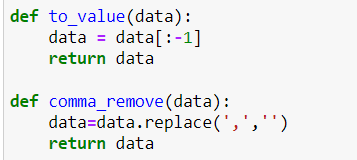 def to_value(data):
    data = data[:-1]
    return data

def comma_remove(data):
    data=data.replace(',','')
    return data